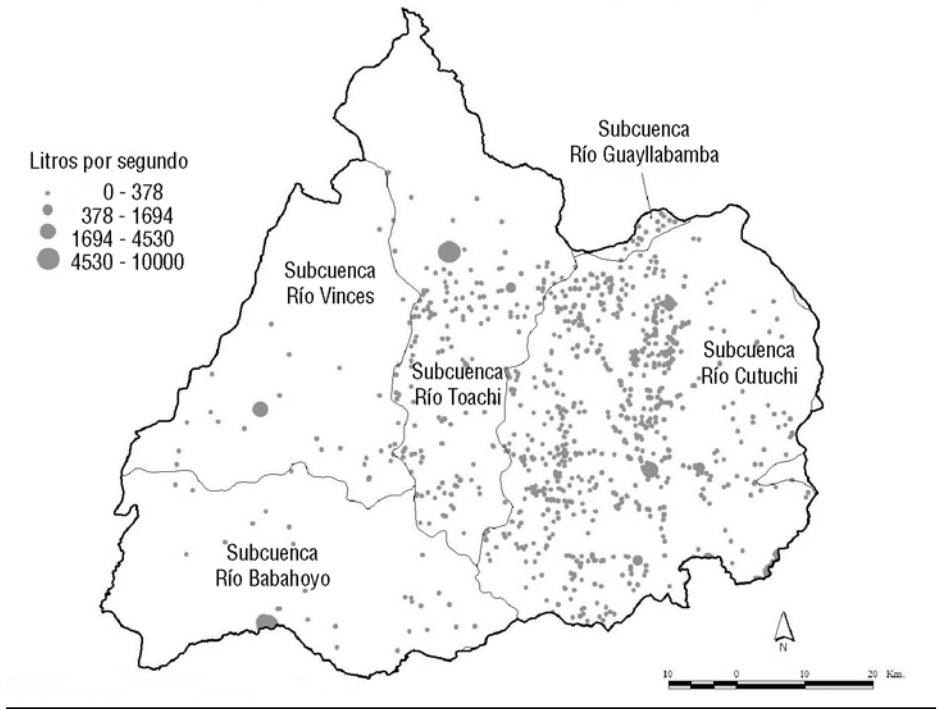 Subcuenca
Río Guayllabamba
Litros por segundo
0 - 378
378 - 1694
1694 - 4530
4530 - 10000
Subcuenca
Río Vinces
Subcuenca
Río Toachi
Subcuenca
Río Cutuchi
Subcuenca
Río Babahoyo
N
10 0 10 20 Km.